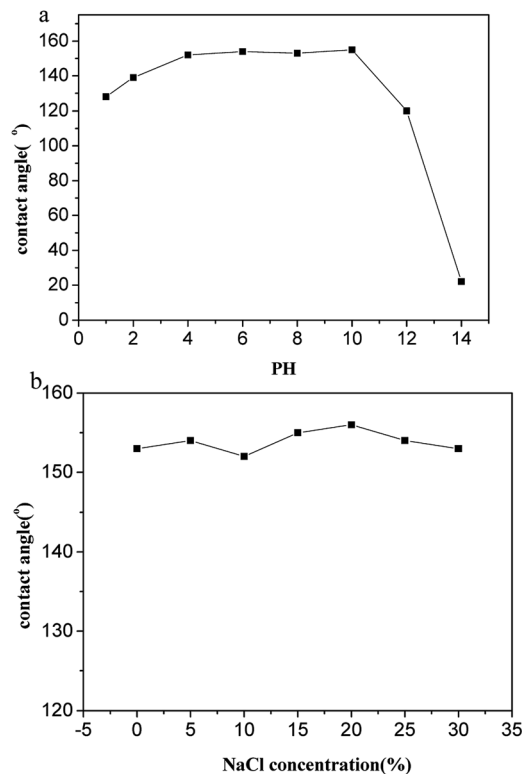 a
160
140
120
100
80
60
40
20
0
contact angle( °)
0 2 4 6 8 10 12 14
PH
b
160
150
140
130
120
contact angle(°)
-5 0 5 10 15 20 25 30 35
NaCl concentration(%)